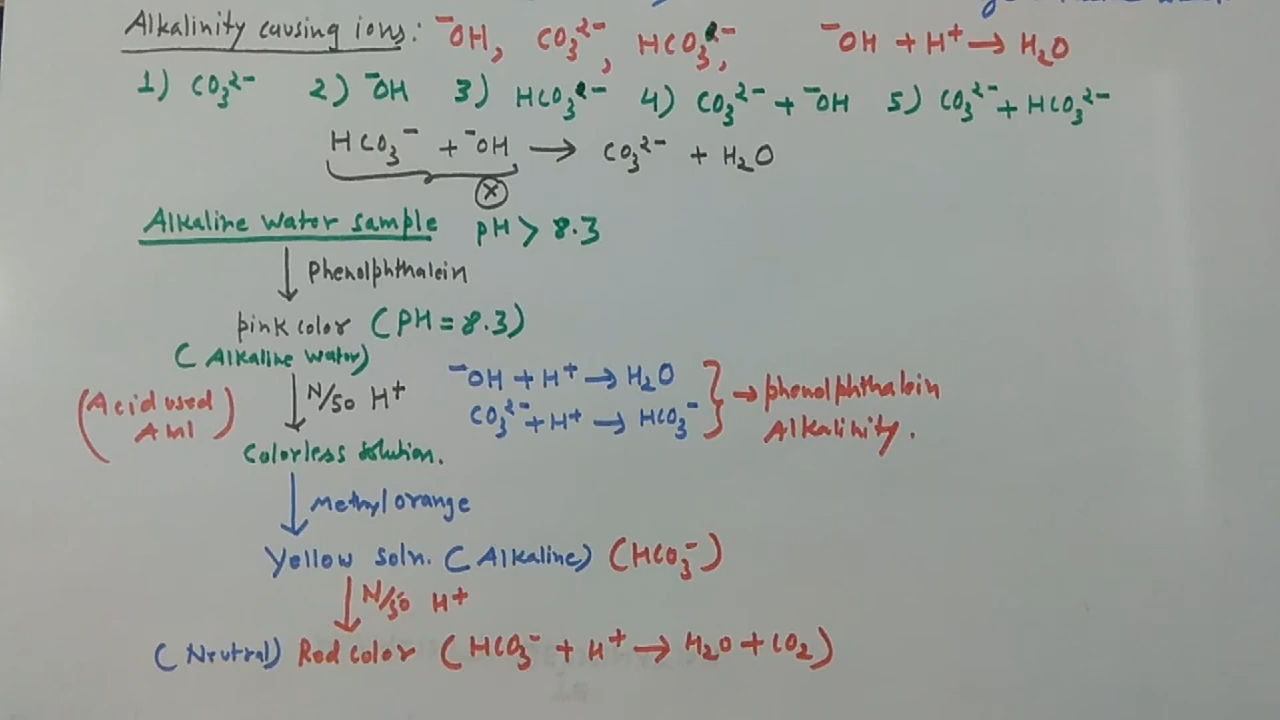 Alkalinity causing ions: ⁻OH, CO₃²⁻, HCO₃²⁻, ⁻OH + H⁺ → H₂O
1) CO₃²⁻ 2) ⁻OH 3) HCO₃⁻ 4) CO₃²⁻ + ⁻OH 5) CO₃²⁻ + HCO₃²⁻
HCO₃⁻ + ⁻OH → CO₃²⁻ + H₂O
ⓧ
Alkaline water sample pH > 8.3
↓ Phenolphthalein
pink color (PH = 8.3)
(Alkaline water)
(Acid used A ml) ↓ N/50 H⁺
⁻OH + H⁺ → H₂O
CO₃²⁻ + H⁺ → HCO₃⁻ } → phenolphthalein
Alkalinity.
Colorless solution.
↓ Methyl orange
Yellow soln. (Alkaline) (HCO₃⁻)
↓ N/50 H⁺
(Neutral) Red color (HCO₃⁻ + H⁺ → H₂O + CO₂)